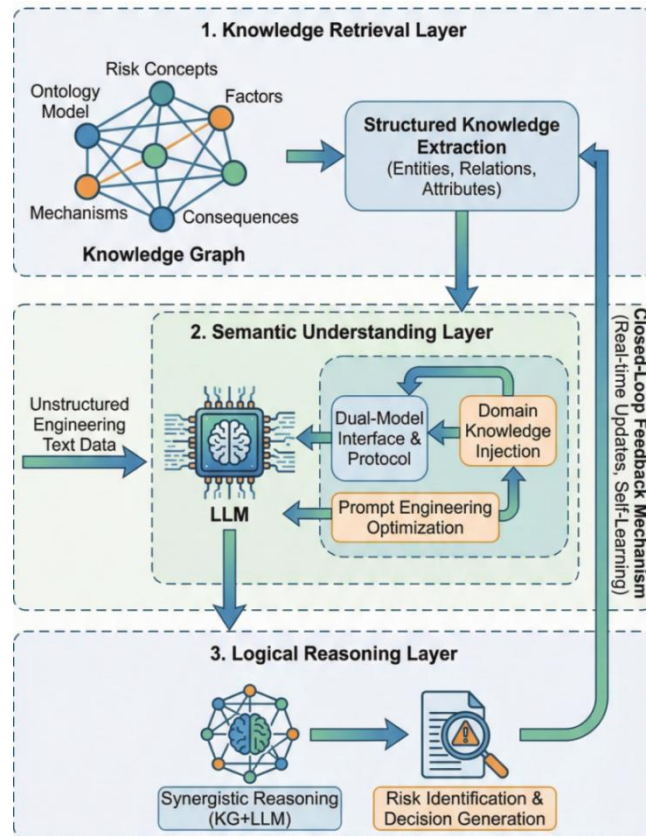 1. Knowledge Retrieval Layer
Risk Concepts
Ontology
Model
Factors
Mechanisms
Consequences
Knowledge Graph
Structured Knowledge
Extraction
(Entities, Relations,
Attributes)
2. Semantic Understanding Layer
Unstructured
Engineering
Text Data
LLM
Dual-Model
Interface &
Protocol
Domain
Knowledge
Injection
Prompt Engineering
Optimization
Closed-Loop Feedback Mechanism
(Real-time Updates, Self-Learning)
3. Logical Reasoning Layer
Synergistic Reasoning
(KG+LLM)
Risk Identification &
Decision Generation